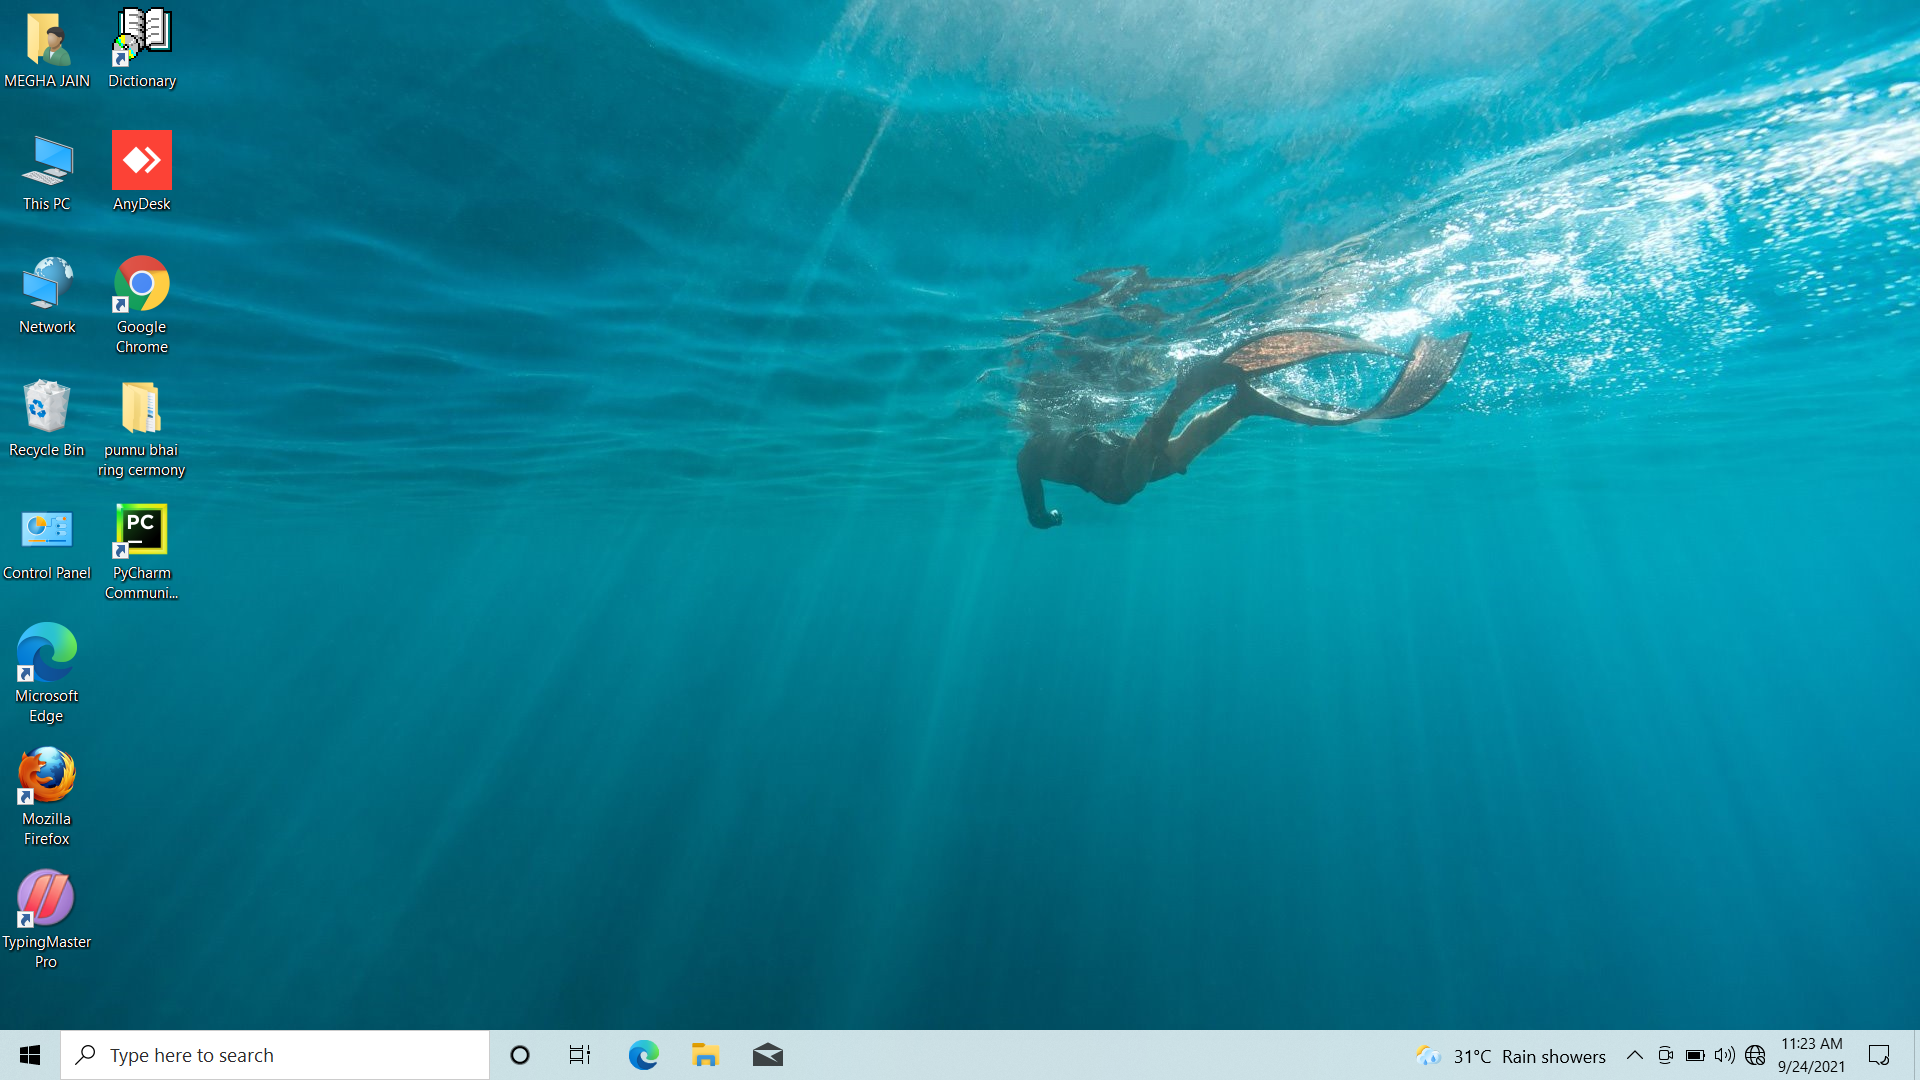 MEGHA JAIN
Dictionary
This PC
AnyDesk
Network
Google
Chrome
Recycle Bin
punnu bhai
ring cermony
Control Panel
PC
PyCharm
Communi...
Microsoft
Edge
Mozilla
Firefox
TypingMaster
Pro
Type here to search
31°C Rain showers
11:23 AM
9/24/2021